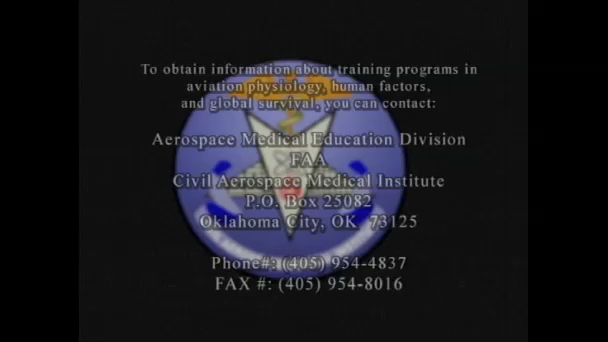 To obtain information about training programs in
aviation physiology, human factors,
and global survival, you can contact:
Aerospace Medical Education Division
FAA
Civil Aerospace Medical Institute
P.O. Box 25082
Oklahoma City, OK 73125
Phone#: (405) 954-4837
FAX #: (405) 954-8016